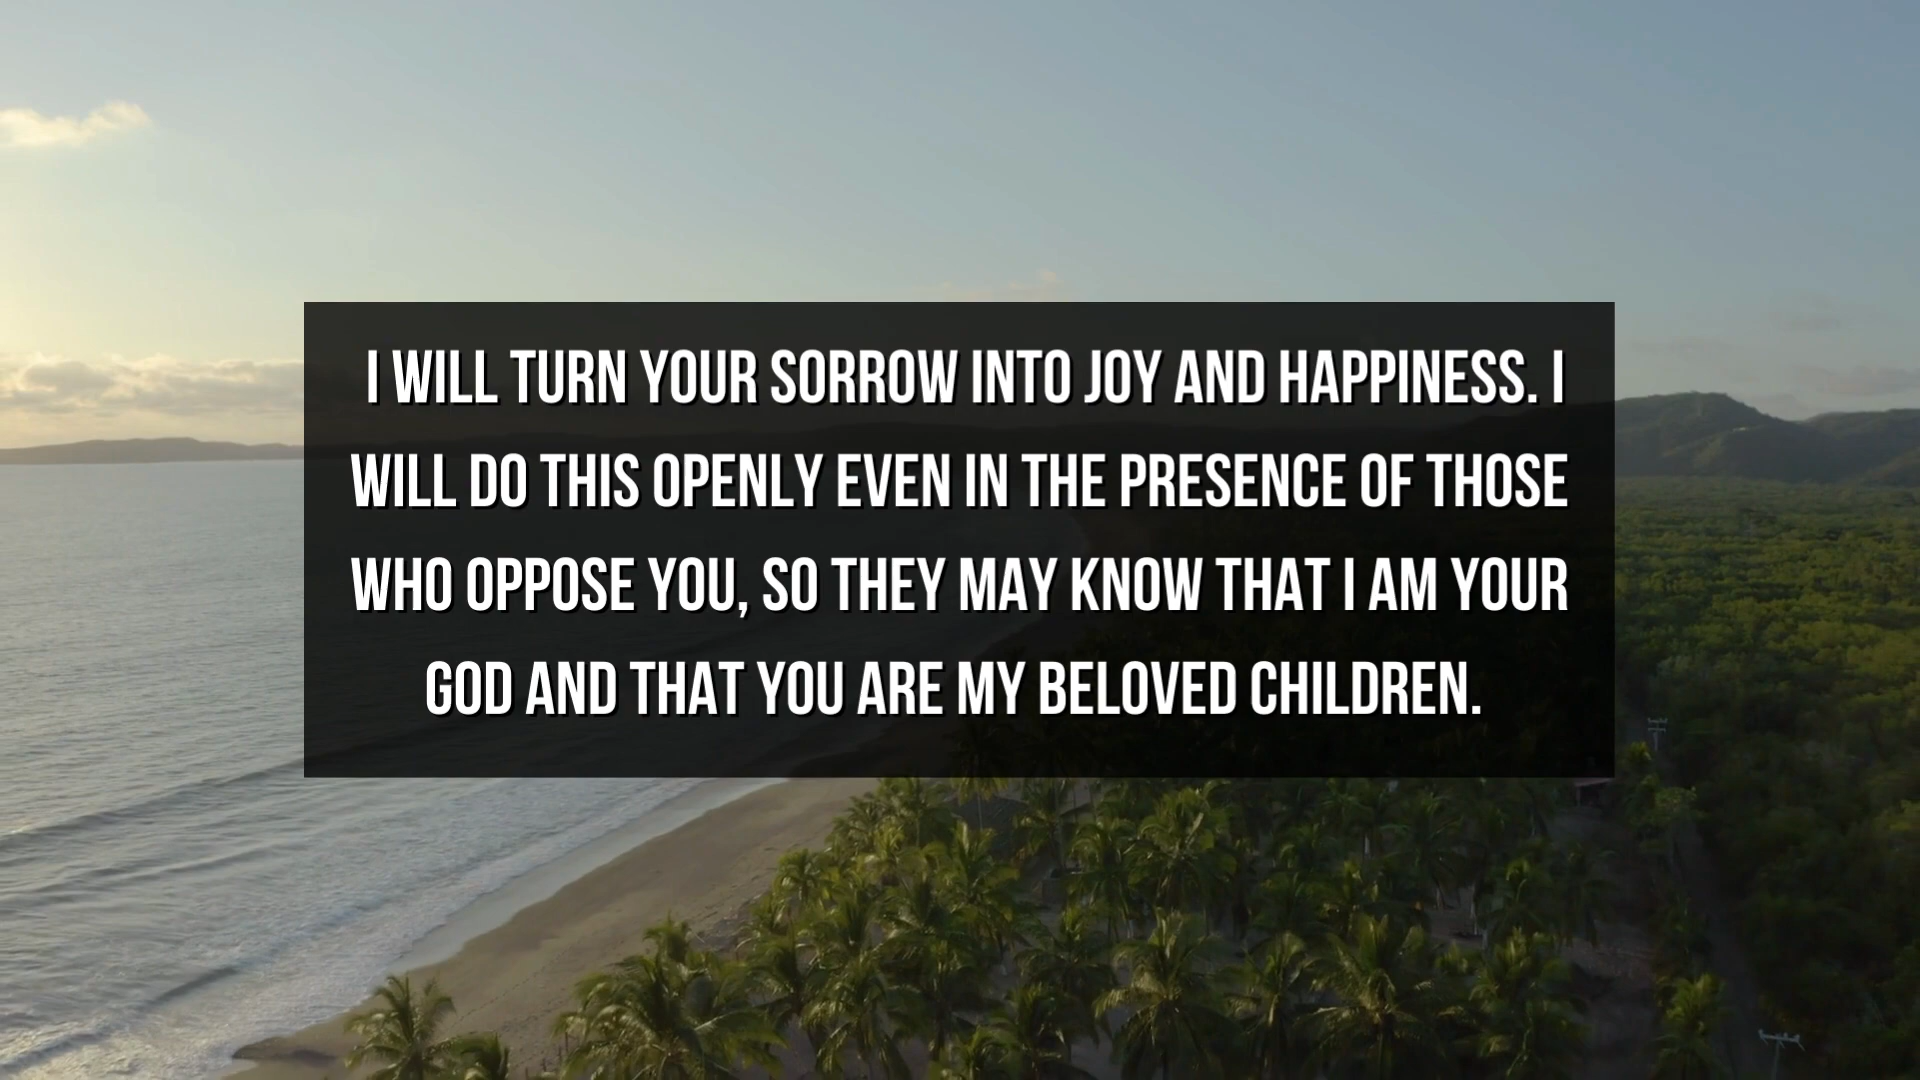 I WILL TURN YOUR SORROW INTO JOY AND HAPPINESS. I
WILL DO THIS OPENLY EVEN IN THE PRESENCE OF THOSE
WHO OPPOSE YOU, SO THEY MAY KNOW THAT I AM YOUR
GOD AND THAT YOU ARE MY BELOVED CHILDREN.